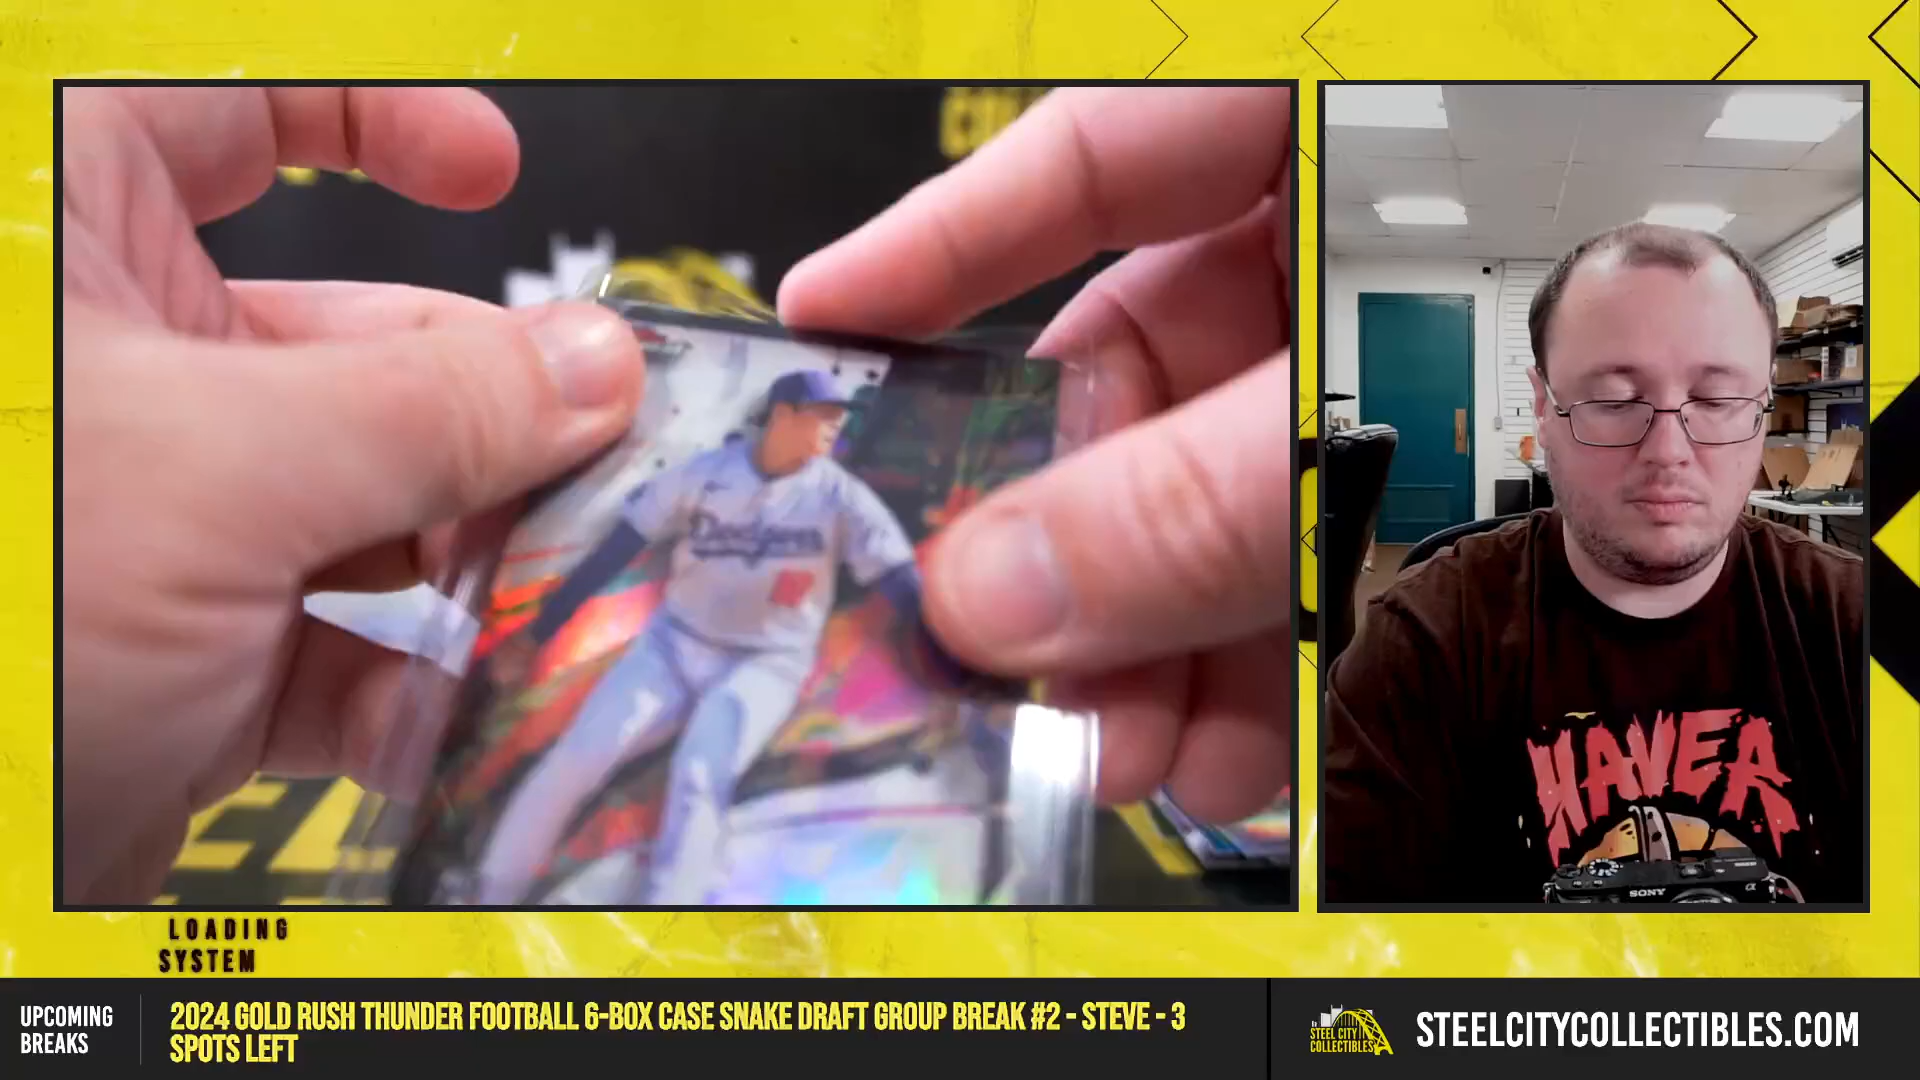 Dodgers
HAVEA
SONY
α
LOADING
SYSTEM
UPCOMING
BREAKS
2024 GOLD RUSH THUNDER FOOTBALL 6-BOX CASE SNAKE DRAFT GROUP BREAK #2 - STEVE - 3
SPOTS LEFT
STEEL CITY
COLLECTIBLES
STEELCITYCOLLECTIBLES.COM